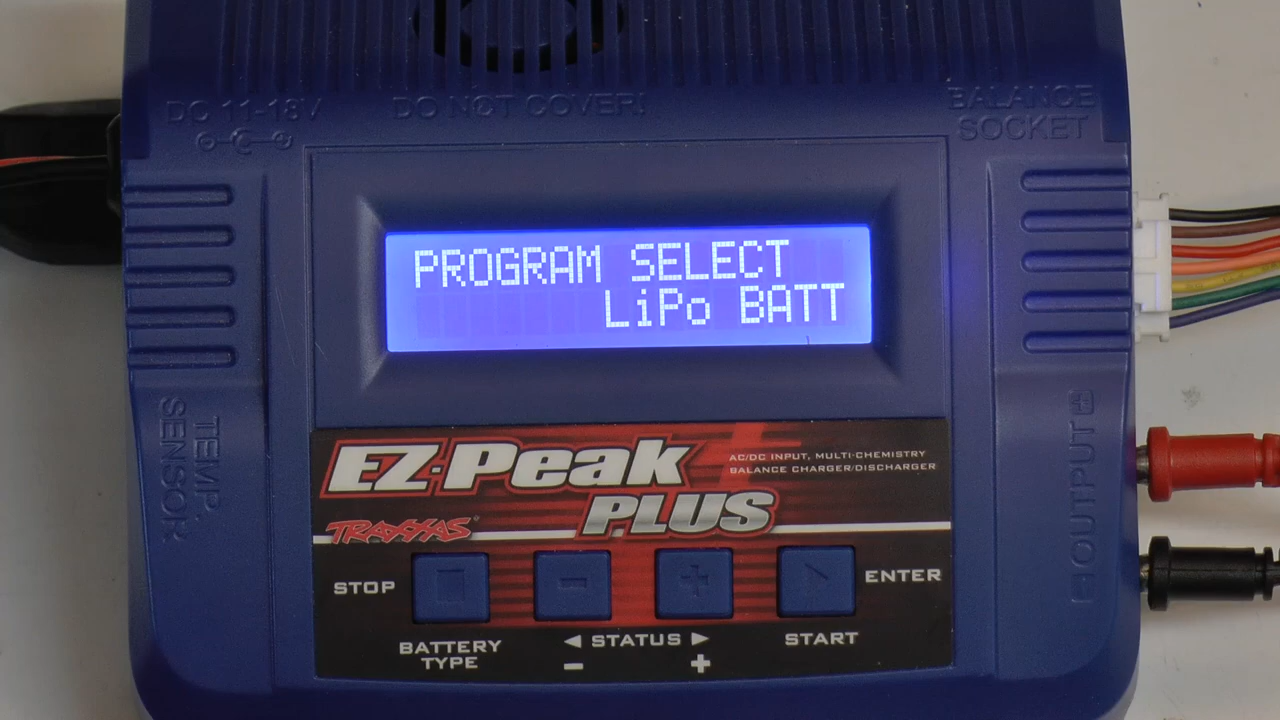 DC 11-18V
DO NOT COVER!
BALANCE
SOCKET
PROGRAM SELECT
LiPo BATT
TEMP.
SENSOR
OUTPUT
EZ-Peak
PLUS
AC/DC INPUT, MULTI-CHEMISTRY
BALANCE CHARGER/DISCHARGER
TRAXXAS®
STOP
ENTER
BATTERY
TYPE
◄ STATUS ►
− +
START